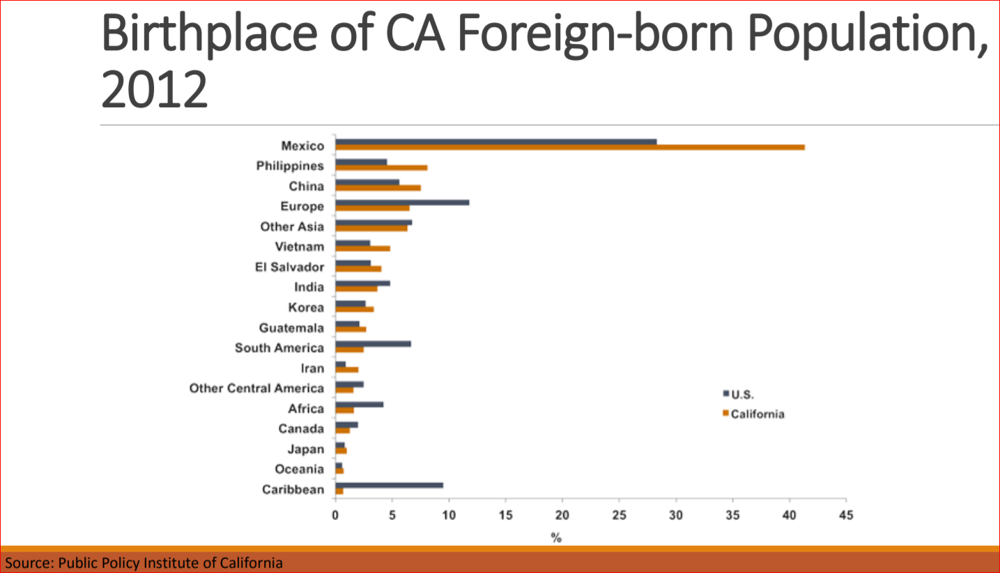 Birthplace of CA Foreign-born Population,
2012
Mexico
Philippines
China
Europe
Other Asia
Vietnam
El Salvador
India
Korea
Guatemala
South America
Iran
Other Central America
Africa
Canada
Japan
Oceania
Caribbean
U.S.
California
0 5 10 15 20 25 30 35 40 45
%
Source: Public Policy Institute of California